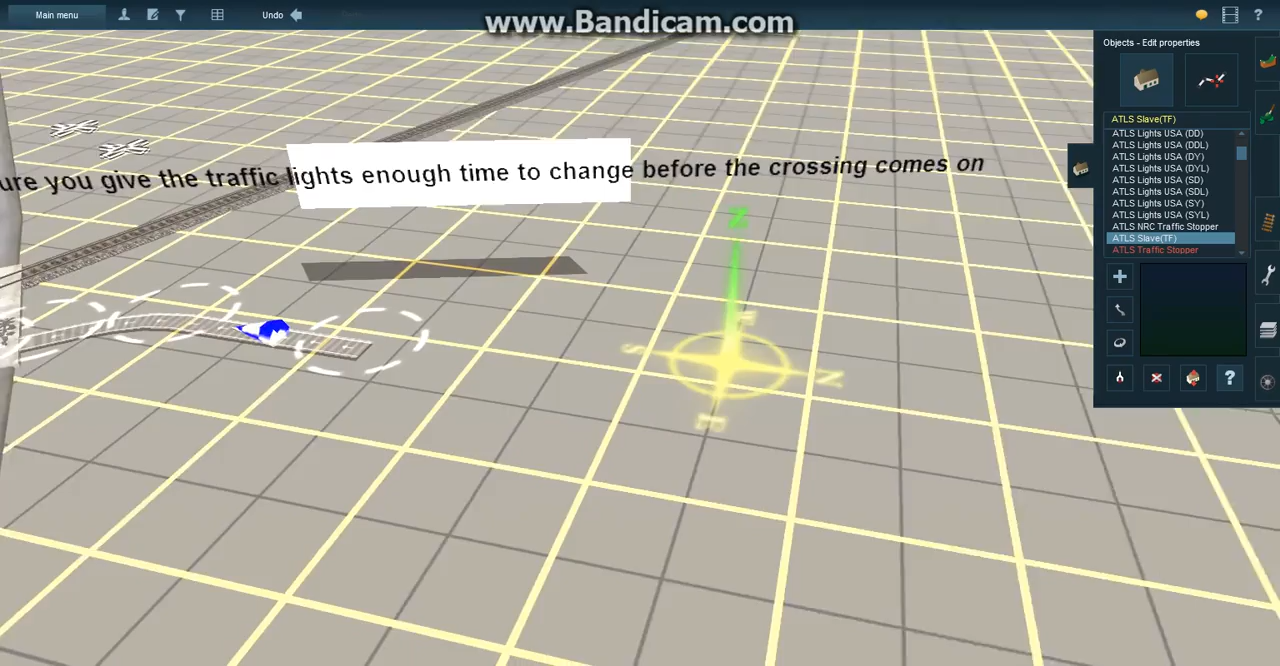 www.Bandicam.com
Main menu
Undo
?
Objects - Edit properties
ATLS Slave(TF)
ATLS Lights USA (DD)
ATLS Lights USA (DDL)
ATLS Lights USA (DY)
ATLS Lights USA (DYL)
ATLS Lights USA (SD)
ATLS Lights USA (SDL)
ATLS Lights USA (SY)
ATLS Lights USA (SYL)
ATLS NRC Traffic Stopper
ATLS Slave(TF)
ATLS Traffic Stopper
?
ure you give the traffic lights enough time to change before the crossing comes on
Z
S
N
E